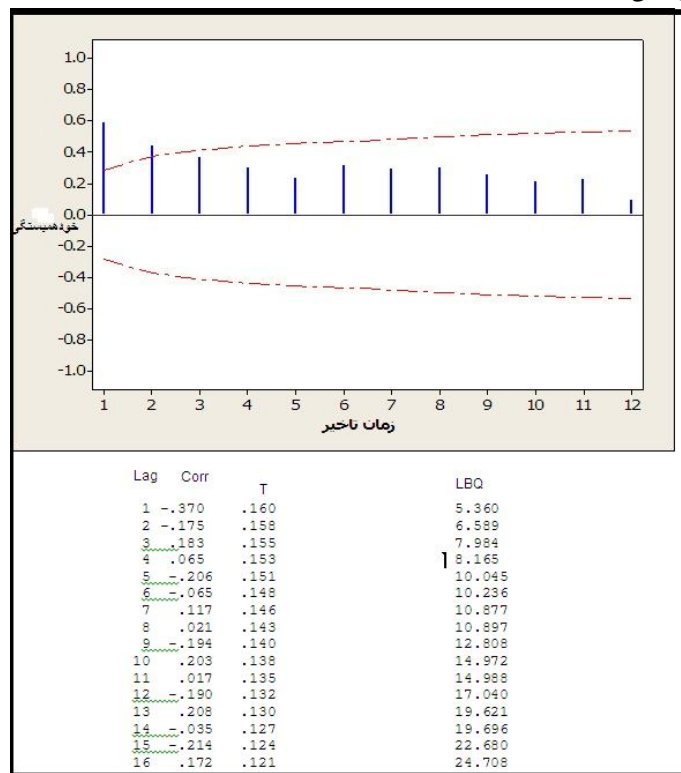 1.0
0.8
0.6
0.4
0.2
0.0
خودهمبستگی
-0.2
-0.4
-0.6
-0.8
-1.0
1 2 3 4 5 6 7 8 9 10 11 12
زمان تاخیر
Lag Corr T LBQ
1 -.370 .160 5.360
2 -.175 .158 6.589
3 .183 .155 7.984
4 .065 .153 8.165
5 -.206 .151 10.045
6 -.065 .148 10.236
7 .117 .146 10.877
8 .021 .143 10.897
9 -.194 .140 12.808
10 .203 .138 14.972
11 .017 .135 14.988
12 -.190 .132 17.040
13 .208 .130 19.621
14 -.035 .127 19.696
15 -.214 .124 22.680
16 .172 .121 24.708